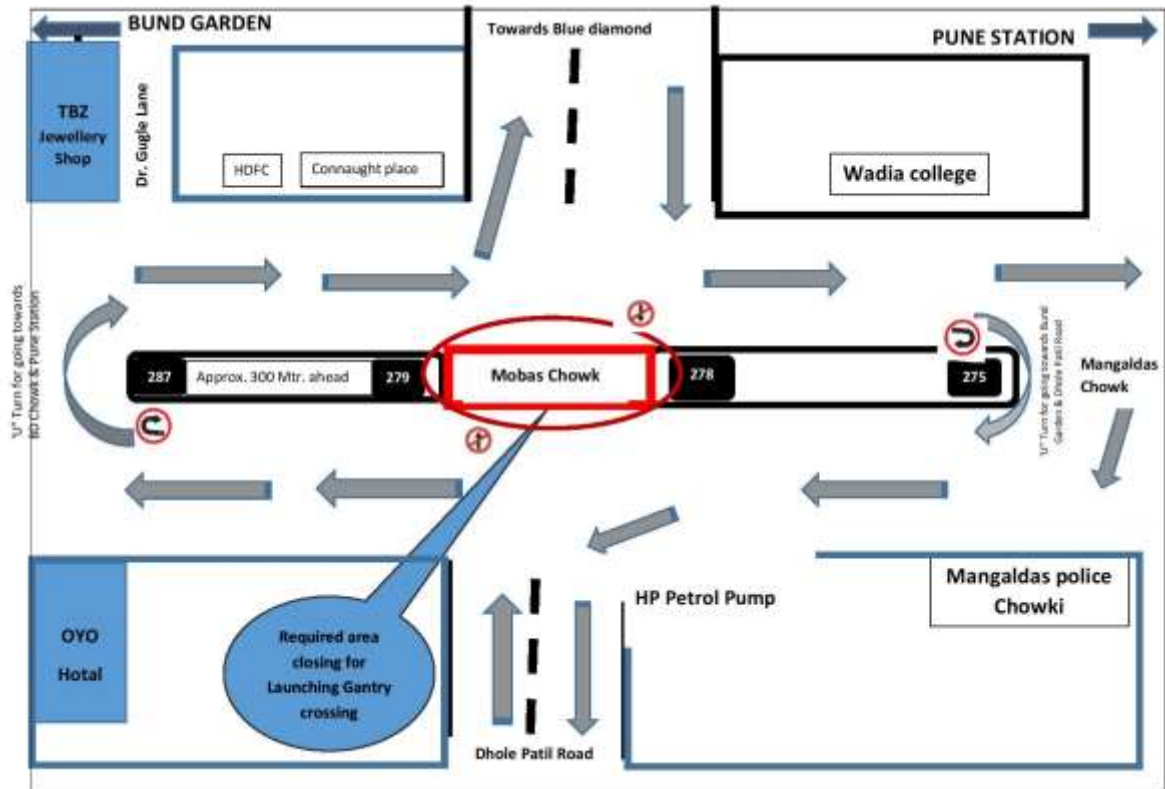 BUND GARDEN
Towards Blue diamond
PUNE STATION
TBZ
Jewellery
Shop
Dr. Gugle Lane
HDFC
Connaught place
Wadia college
"U" Turn for going towards
BD Chowk & Pune Station
287
Approx. 300 Mtr. ahead
279
Mobas Chowk
278
275
"U" Turn for going towards Bund
Garden & Dhole Patil Road
Mangaldas
Chowk
OYO
Hotal
Required area
closing for
Launching Gantry
crossing
HP Petrol Pump
Mangaldas police
Chowki
Dhole Patil Road